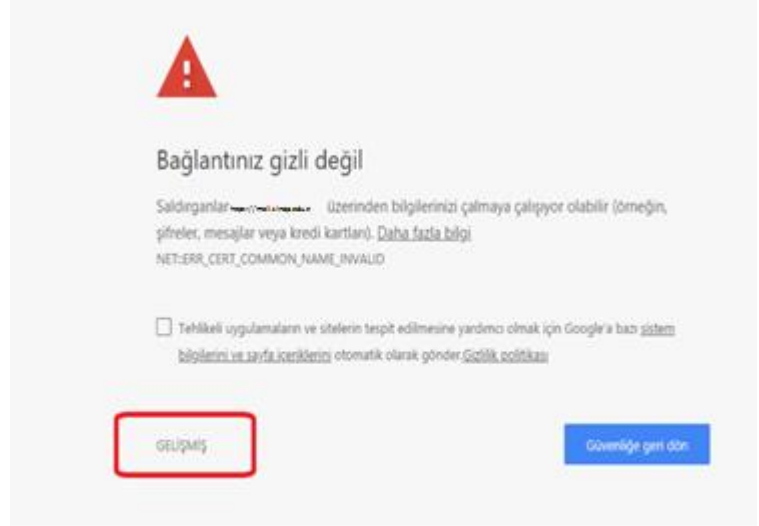 Bağlantınız gizli değil
Saldırganlar üzerinden bilgilerinizi çalmaya çalışıyor olabilir (örneğin,
şifreler, mesajlar veya kredi kartları). Daha fazla bilgi
NET::ERR_CERT_COMMON_NAME_INVALID
Tehlikeli uygulamaların ve sitelerin tespit edilmesine yardımcı olmak için Google'a bazı sistem
bilgilerini ve sayfa içeriklerini otomatik olarak gönder.Gizlilik politikası
GELİŞMİŞ
Güvenliğe geri dön